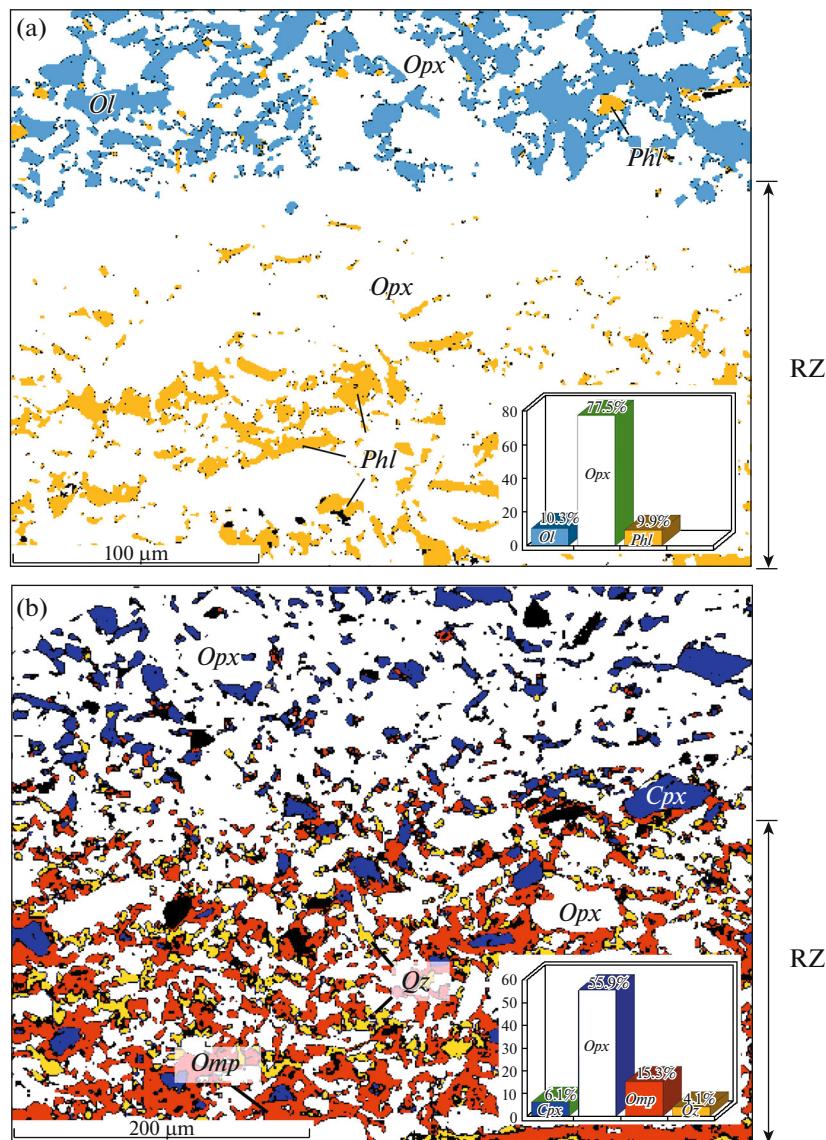 (a)
Opx
Ol
Phl
Opx
RZ
Phl
80
60
40
20
0
77.5%
Opx
10.3%
Ol
9.9%
Phl
100 µm
(b)
Opx
Cpx
Opx
RZ
Qz
Omp
60
50
40
30
20
10
0
55.9%
Opx
15.3%
Omp
6.1%
Cpx
4.1%
Qz
200 µm